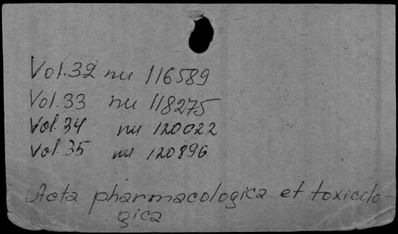 Vol.32 nu 116589
Vol.33 nu 118275
Vol.34 nu 120022
Vol.35 nu 120896
Acta pharmacologica et toxicolo
gica